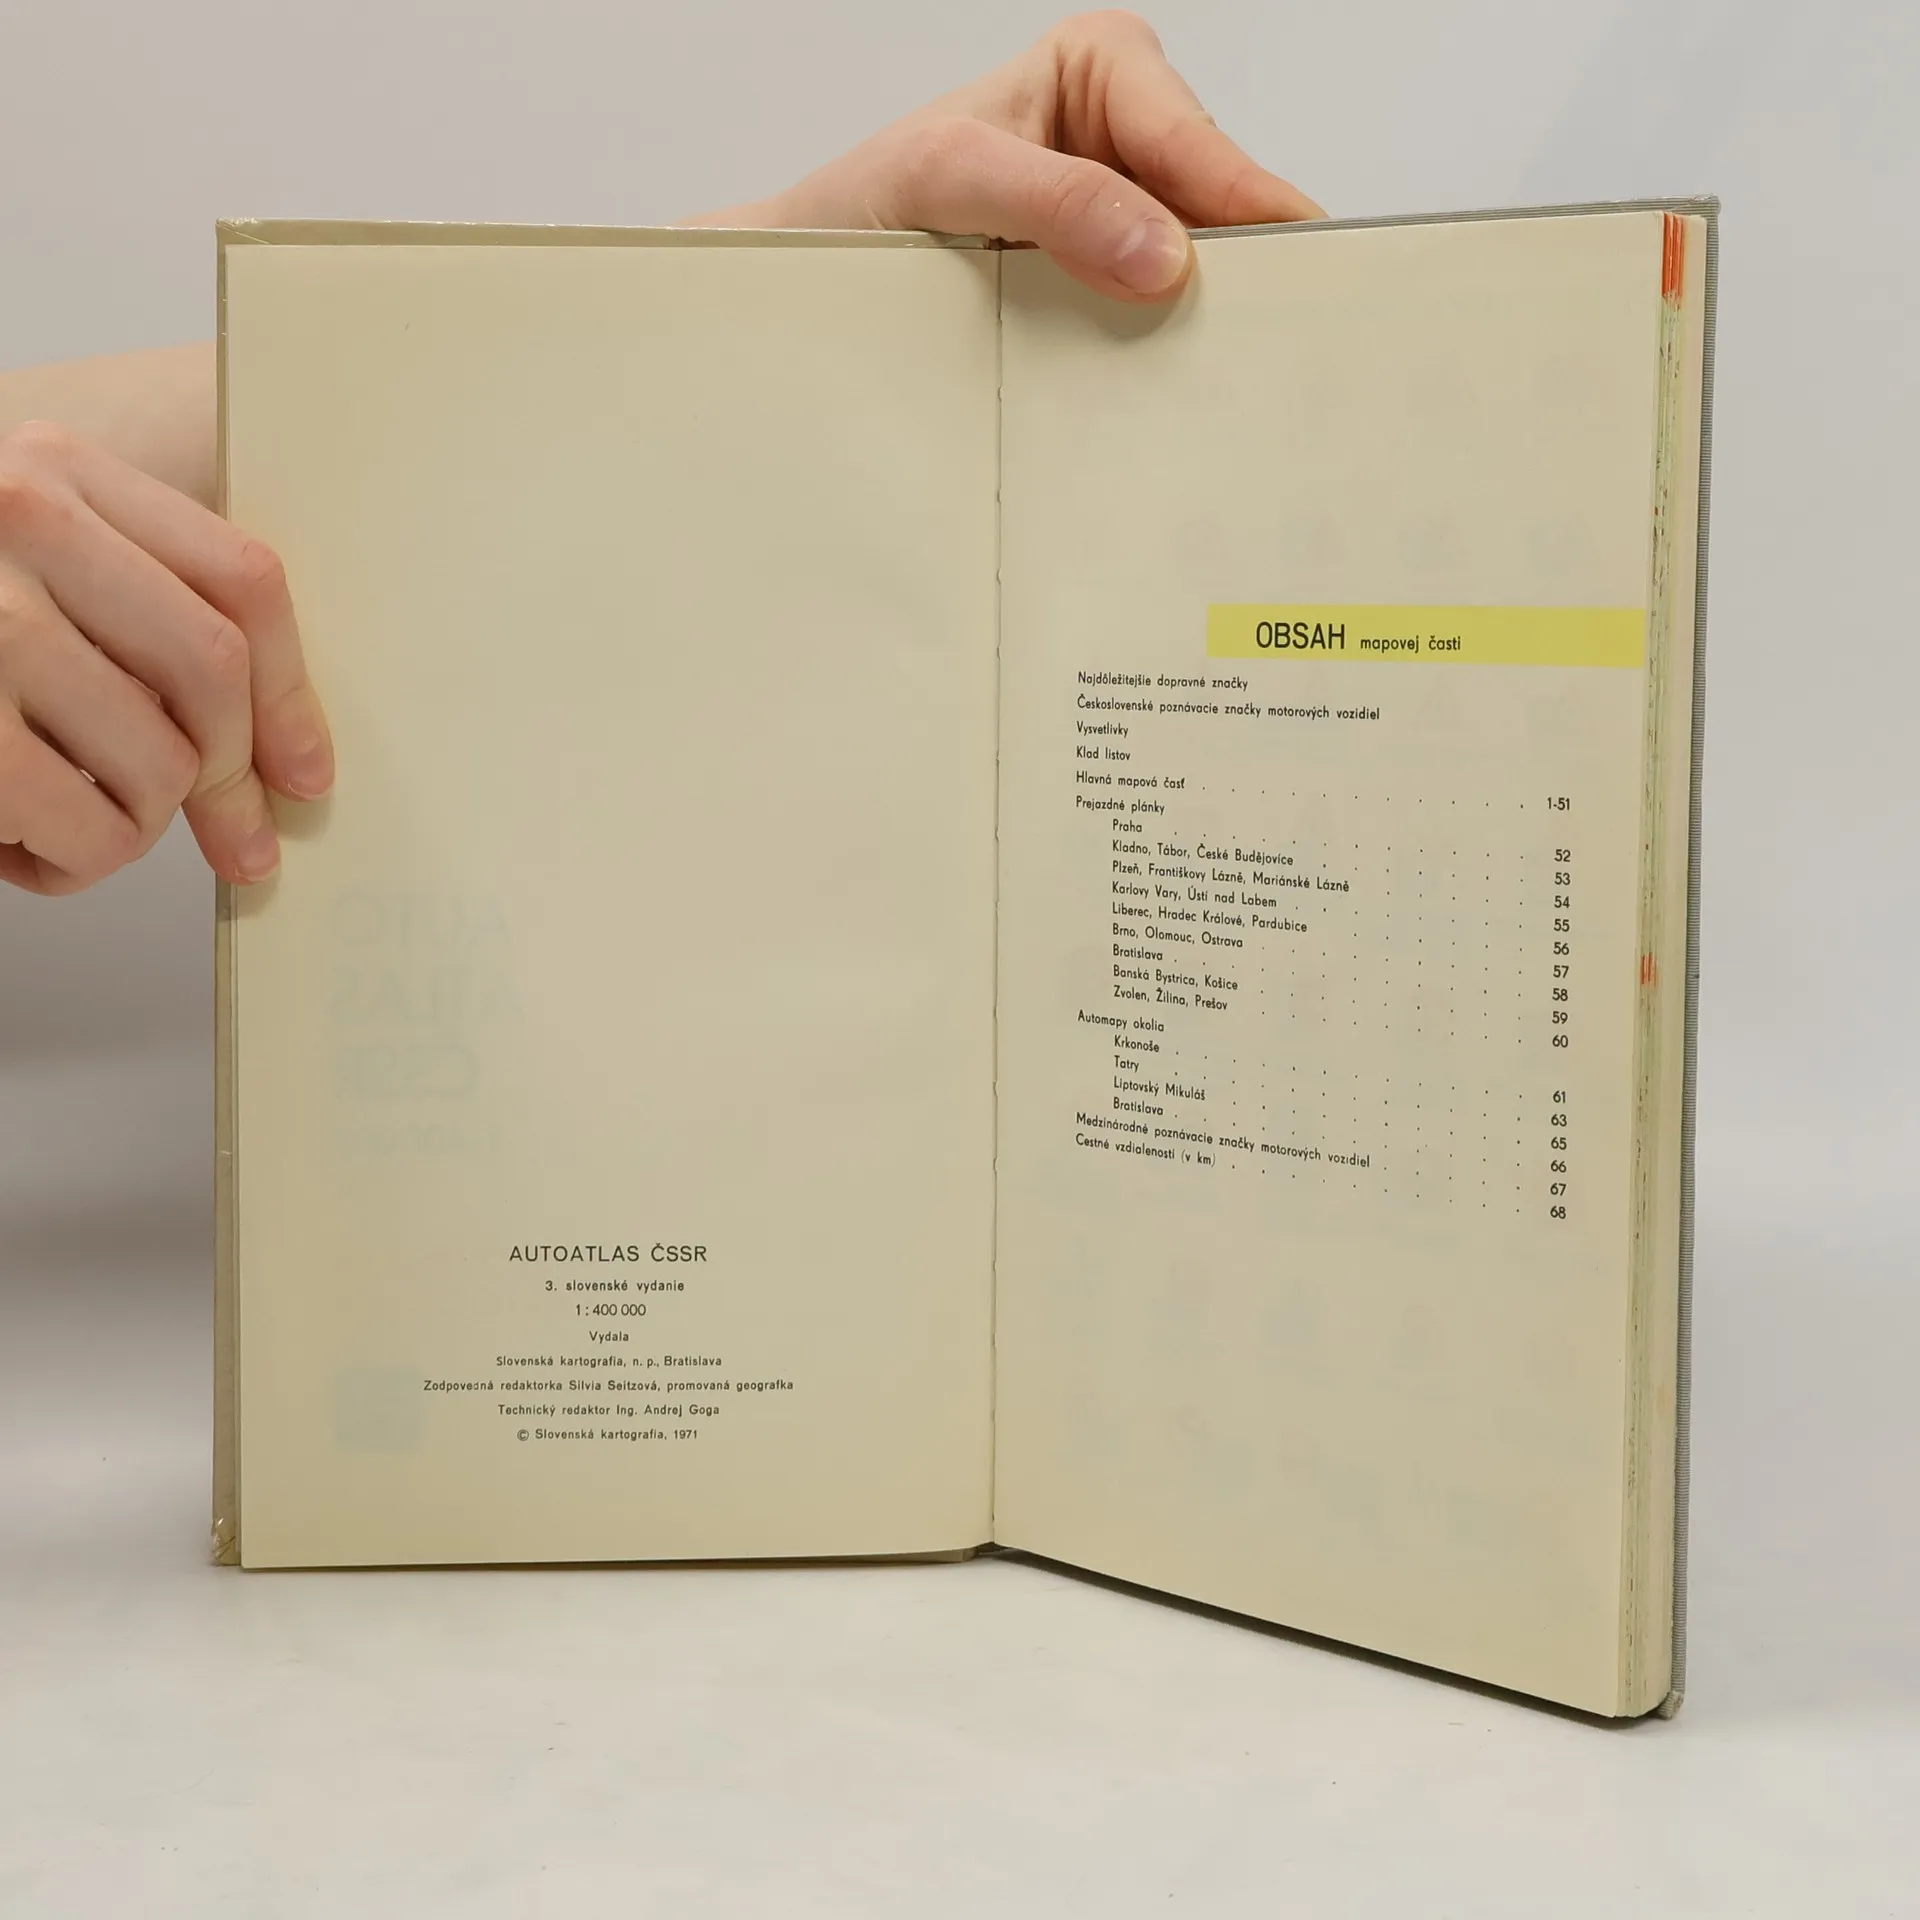 AUTOATLAS ČSSR
3. slovenské vydanie
1 : 400 000
Vydala
Slovenská kartografia, n. p., Bratislava
Zodpovedná redaktorka Silvia Seitzová, promovaná geografka
Technický redaktor Ing. Andrej Goga
© Slovenská kartografia, 1971
OBSAH mapovej časti
Najdôležitejšie dopravné značky
Československé poznávacie značky motorových vozidiel
Vysvetlivky
Klad listov
Hlavná mapová časť . . . . . . . . . . . 1-51
Prejazdné plánky
Praha . . . . . . . . . . . . 52
Kladno, Tábor, České Budějovice . . . . . . . 53
Plzeň, Františkovy Lázně, Mariánské Lázně . . . . . 54
Karlovy Vary, Ústí nad Labem . . . . . . . . 55
Liberec, Hradec Králové, Pardubice . . . . . . 56
Brno, Olomouc, Ostrava . . . . . . . . . 57
Bratislava . . . . . . . . . . . . 58
Banská Bystrica, Košice . . . . . . . . . 59
Zvolen, Žilina, Prešov . . . . . . . . . 60
Automapy okolia
Krkonoše . . . . . . . . . . . . 61
Tatry . . . . . . . . . . . . 63
Liptovský Mikuláš . . . . . . . . . . 65
Bratislava . . . . . . . . . . . . 66
Medzinárodné poznávacie značky motorových vozidiel . . . . . 67
Cestné vzdialenosti (v km) . . . . . . . . . . 68